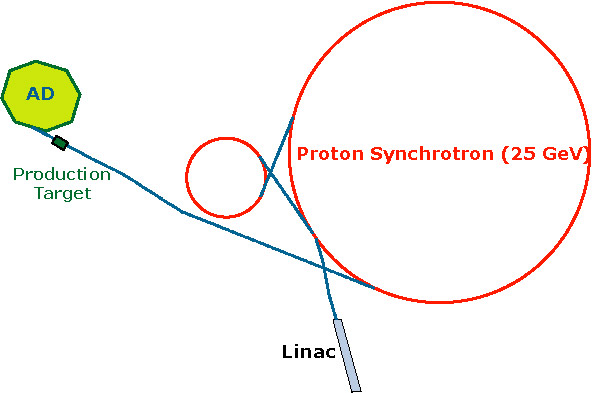 AD
Proton Synchrotron (25 GeV)
Production
Target
Linac